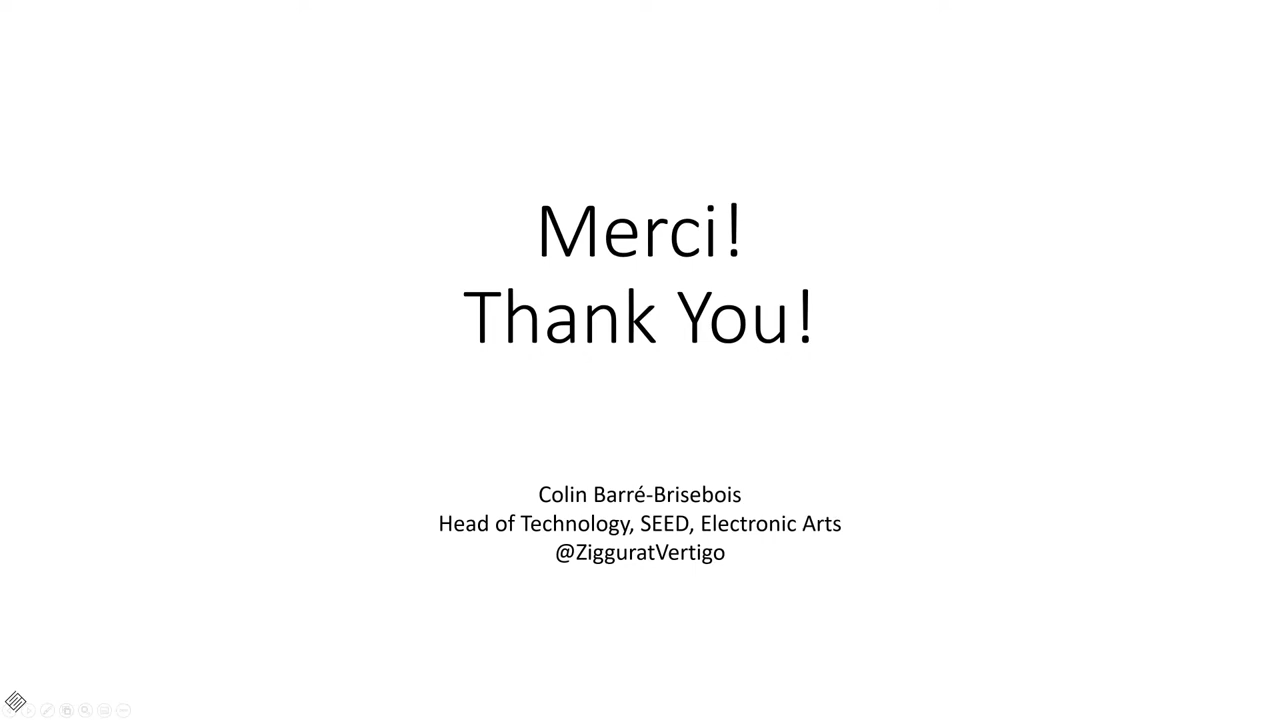 Merci!
Thank You!
Colin Barré-Brisebois
Head of Technology, SEED, Electronic Arts
@ZigguratVertigo